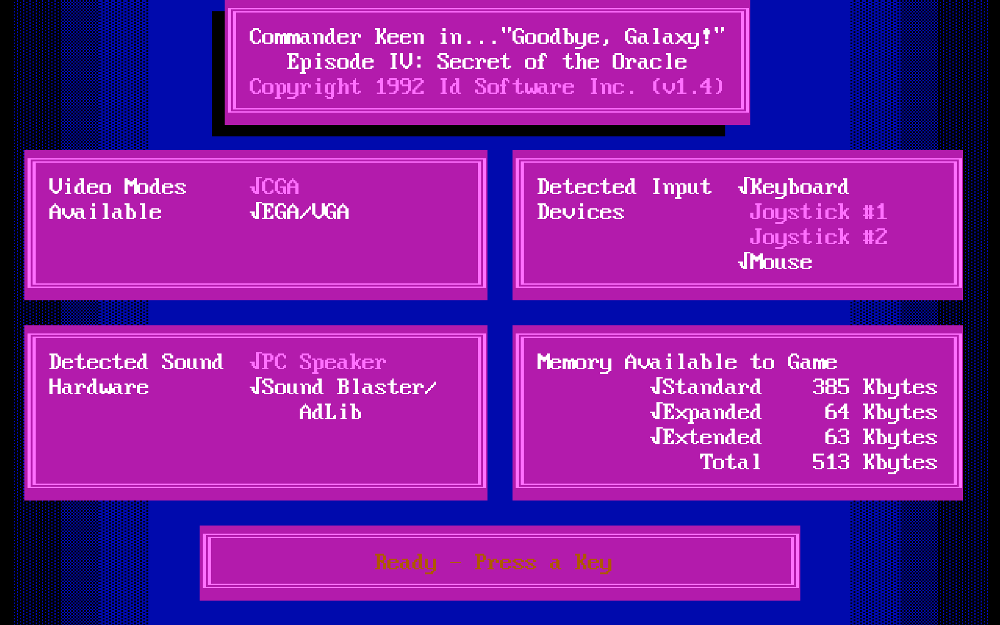 Commander Keen in..."Goodbye, Galaxy!"
Episode IV: Secret of the Oracle
Copyright 1992 Id Software Inc. (v1.4)
Video Modes √CGA
Available √EGA/VGA
Detected Input √Keyboard
Devices Joystick #1
Joystick #2
√Mouse
Detected Sound √PC Speaker
Hardware √Sound Blaster/
AdLib
Memory Available to Game
√Standard 385 Kbytes
√Expanded 64 Kbytes
√Extended 63 Kbytes
Total 513 Kbytes
Ready - Press a Key